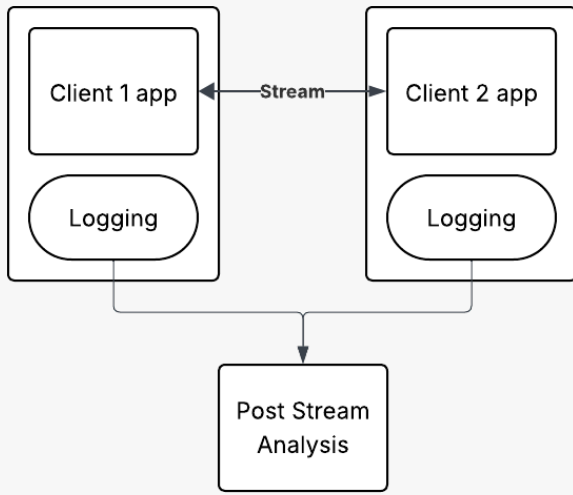 Client 1 app
Stream
Client 2 app
Logging
Logging
Post Stream
Analysis